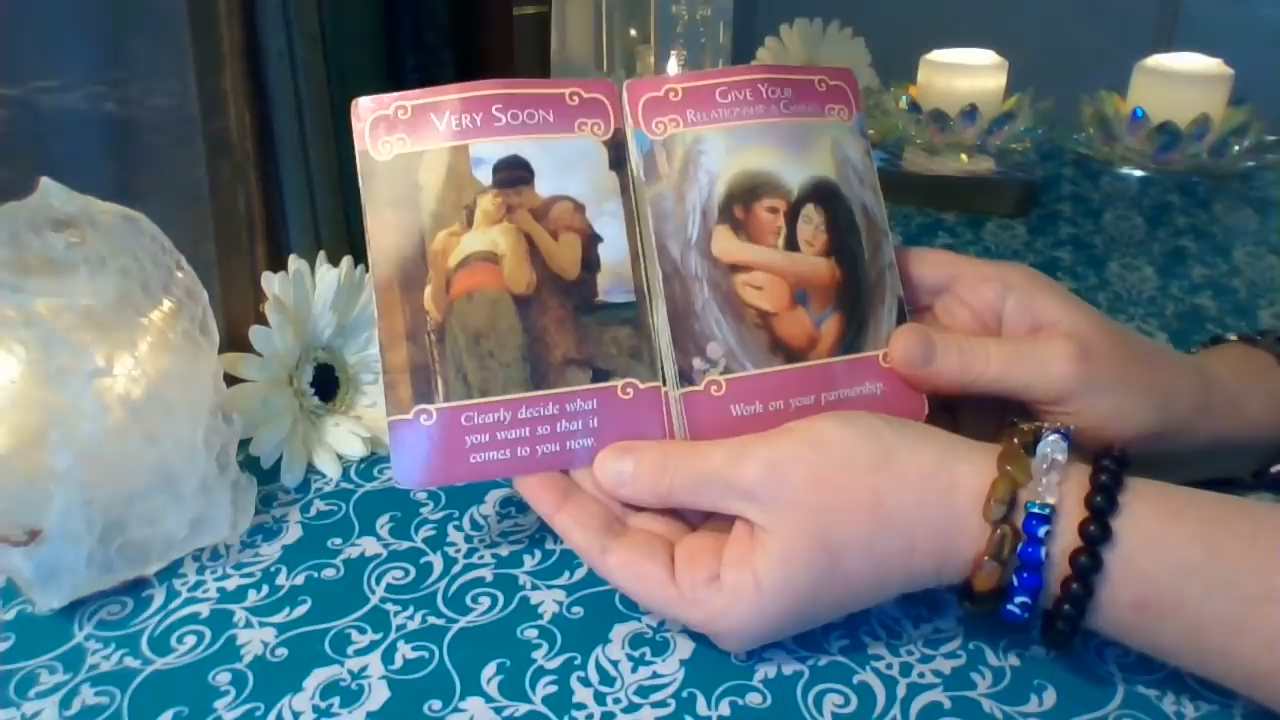 VERY SOON
Clearly decide what
you want so that it
comes to you now.
GIVE YOUR
RELATIONSHIP A CHANCE
Work on your partnership.